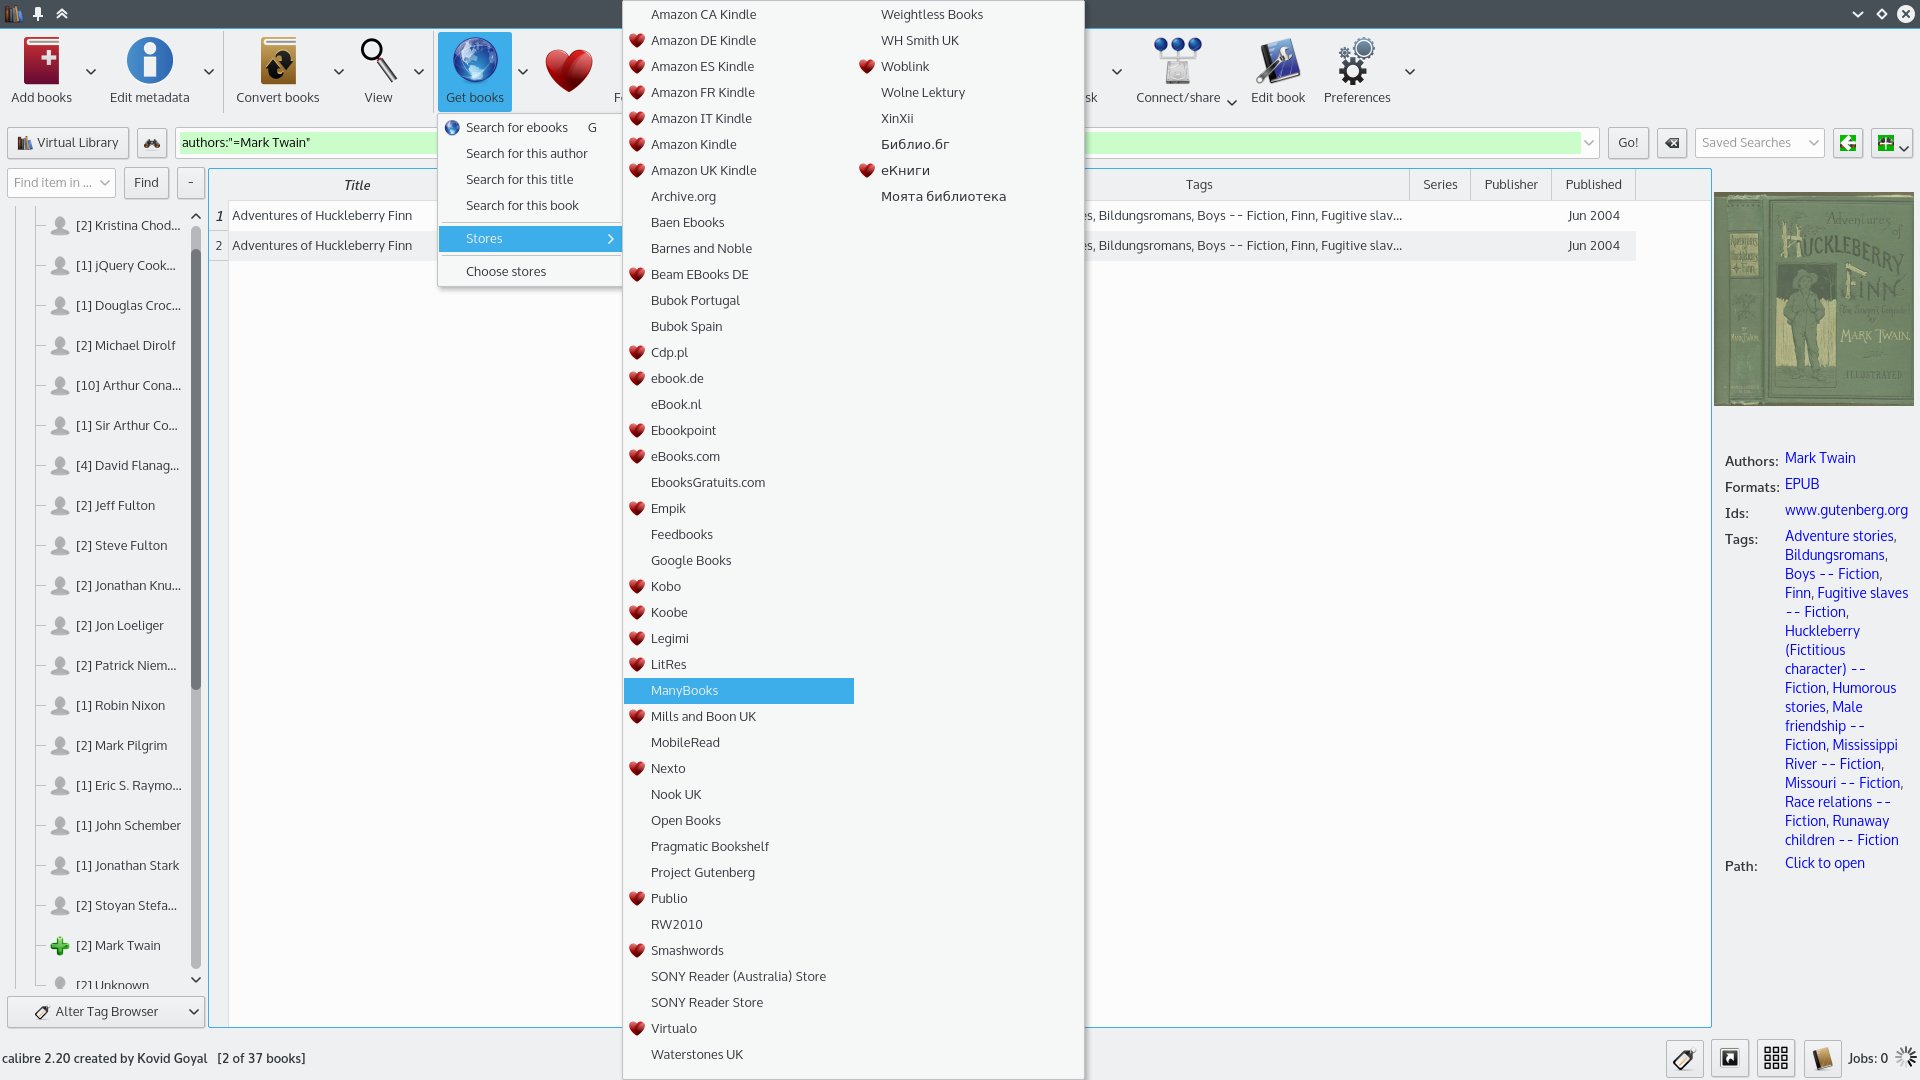 Add books
Edit metadata
Convert books
View
Get books
Connect/share
Edit book
Preferences
Virtual Library
authors:"=Mark Twain"
Go!
Saved Searches
Find item in ...
Find
-
[2] Kristina Chod...
[1] jQuery Cook...
[1] Douglas Croc...
[2] Michael Dirolf
[10] Arthur Cona...
[1] Sir Arthur Co...
[4] David Flanag...
[2] Jeff Fulton
[2] Steve Fulton
[2] Jonathan Knu...
[2] Jon Loeliger
[2] Patrick Niem...
[1] Robin Nixon
[2] Mark Pilgrim
[1] Eric S. Raymo...
[1] John Schember
[1] Jonathan Stark
[2] Stoyan Stefa...
[2] Mark Twain
[2] Unknown
Alter Tag Browser
Title
Tags
Series
Publisher
Published
1 Adventures of Huckleberry Finn
s, Bildungsromans, Boys -- Fiction, Finn, Fugitive slav...
Jun 2004
2 Adventures of Huckleberry Finn
s, Bildungsromans, Boys -- Fiction, Finn, Fugitive slav...
Jun 2004
Search for ebooks G
Search for this author
Search for this title
Search for this book
Stores
Choose stores
Amazon CA Kindle
Amazon DE Kindle
Amazon ES Kindle
Amazon FR Kindle
Amazon IT Kindle
Amazon Kindle
Amazon UK Kindle
Archive.org
Baen Ebooks
Barnes and Noble
Beam EBooks DE
Bubok Portugal
Bubok Spain
Cdp.pl
ebook.de
eBook.nl
Ebookpoint
eBooks.com
EbooksGratuits.com
Empik
Feedbooks
Google Books
Kobo
Koobe
Legimi
LitRes
ManyBooks
Mills and Boon UK
MobileRead
Nexto
Nook UK
Open Books
Pragmatic Bookshelf
Project Gutenberg
Publio
RW2010
Smashwords
SONY Reader (Australia) Store
SONY Reader Store
Virtualo
Waterstones UK
Weightless Books
WH Smith UK
Woblink
Wolne Lektury
XinXii
Библио.бг
еКниги
Моята библиотека
Adventures of
HUCKLEBERRY
FINN
MARK TWAIN
ILLUSTRATED
Authors: Mark Twain
Formats: EPUB
Ids: www.gutenberg.org
Tags: Adventure stories,
Bildungsromans,
Boys -- Fiction,
Finn, Fugitive slaves
-- Fiction,
Huckleberry
(Fictitious
character) --
Fiction, Humorous
stories, Male
friendship --
Fiction, Mississippi
River -- Fiction,
Missouri -- Fiction,
Race relations --
Fiction, Runaway
children -- Fiction
Path: Click to open
calibre 2.20 created by Kovid Goyal [2 of 37 books]
Jobs: 0